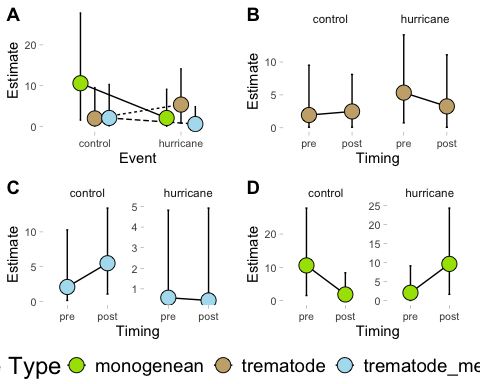 A
Estimate
20
10
0
control
hurricane
Event
B
control
hurricane
Estimate
10
5
0
pre
post
pre
post
Timing
C
control
hurricane
Estimate
10
5
0
5
4
3
2
1
pre
post
pre
post
Timing
D
control
hurricane
Estimate
20
10
0
25
20
15
10
5
0
pre
post
pre
post
Timing
Type monogenean trematode trematode_me